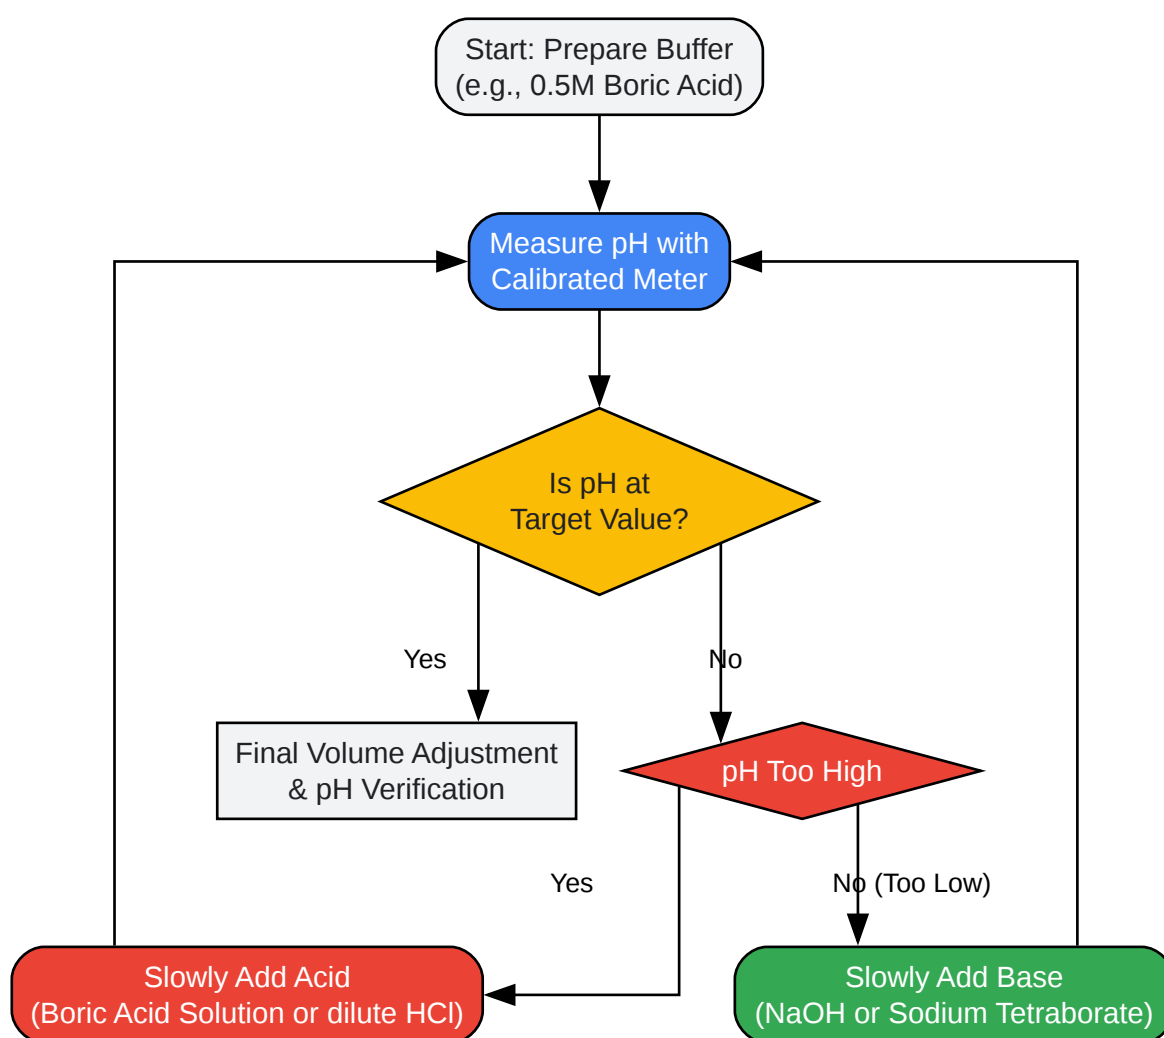 Start: Prepare Buffer
(e.g., 0.5M Boric Acid)
Measure pH with
Calibrated Meter
Is pH at
Target Value?
Yes
No
Final Volume Adjustment
& pH Verification
pH Too High
Yes
No (Too Low)
Slowly Add Acid
(Boric Acid Solution or dilute HCl)
Slowly Add Base
(NaOH or Sodium Tetraborate)